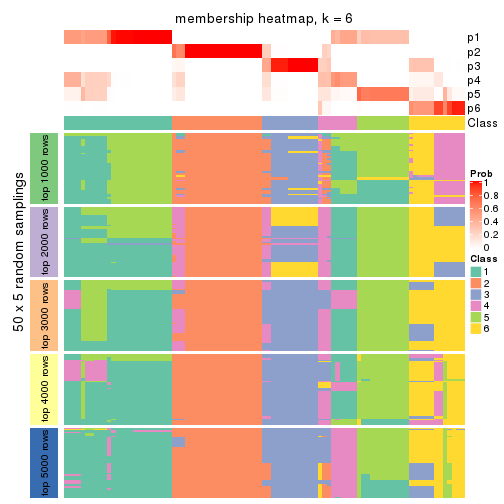 membership heatmap, k = 6
p1
p2
p3
p4
p5
p6
Class
50 x 5 random samplings
top 1000 rows
top 2000 rows
top 3000 rows
top 4000 rows
top 5000 rows
Prob
1
0.8
0.6
0.4
0.2
0
Class
1
2
3
4
5
6